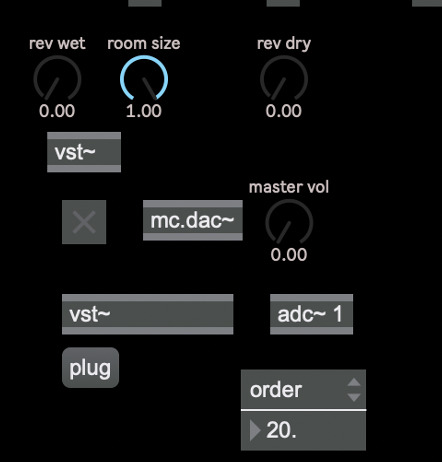 rev wet room size rev dry
0.00 1.00 0.00
vst~
master vol
mc.dac~
0.00
vst~ adc~ 1
plug
order
20.